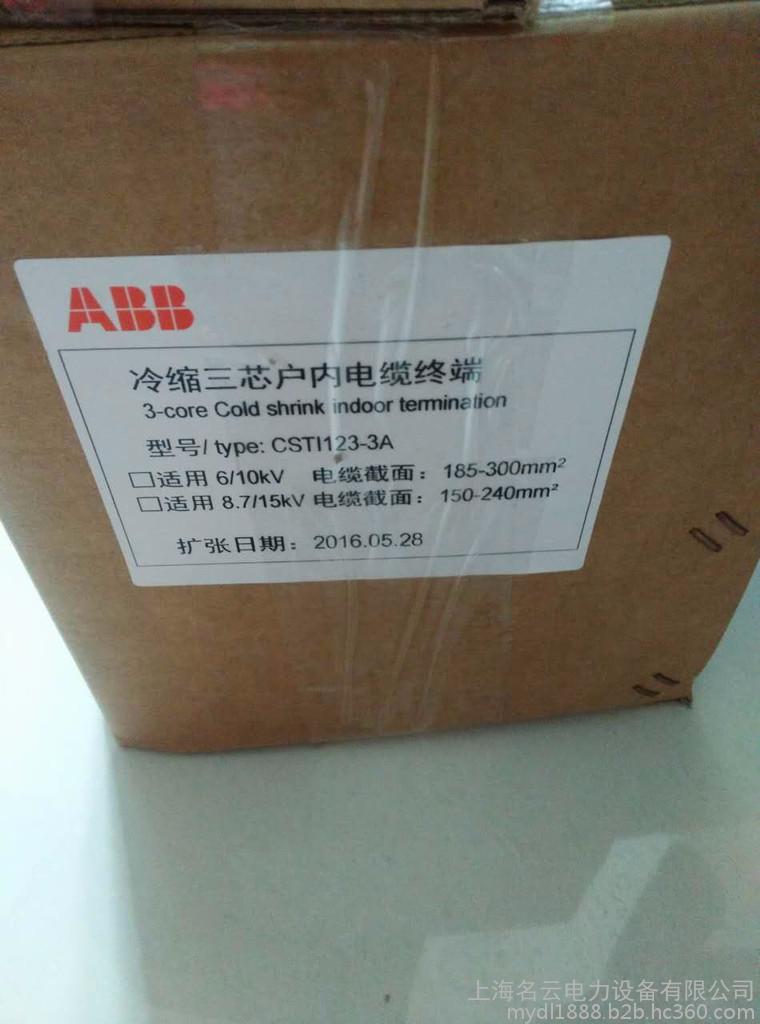 ABB
冷缩三芯户内电缆终端
3-core Cold shrink indoor termination
型号/ type: CSTI123-3A
□适用 6/10kV 电缆截面：185-300mm²
□适用 8.7/15kV 电缆截面：150-240mm²
扩张日期：2016.05.28
上海名云电力设备有限公司
mydl1888.b2b.hc360.com